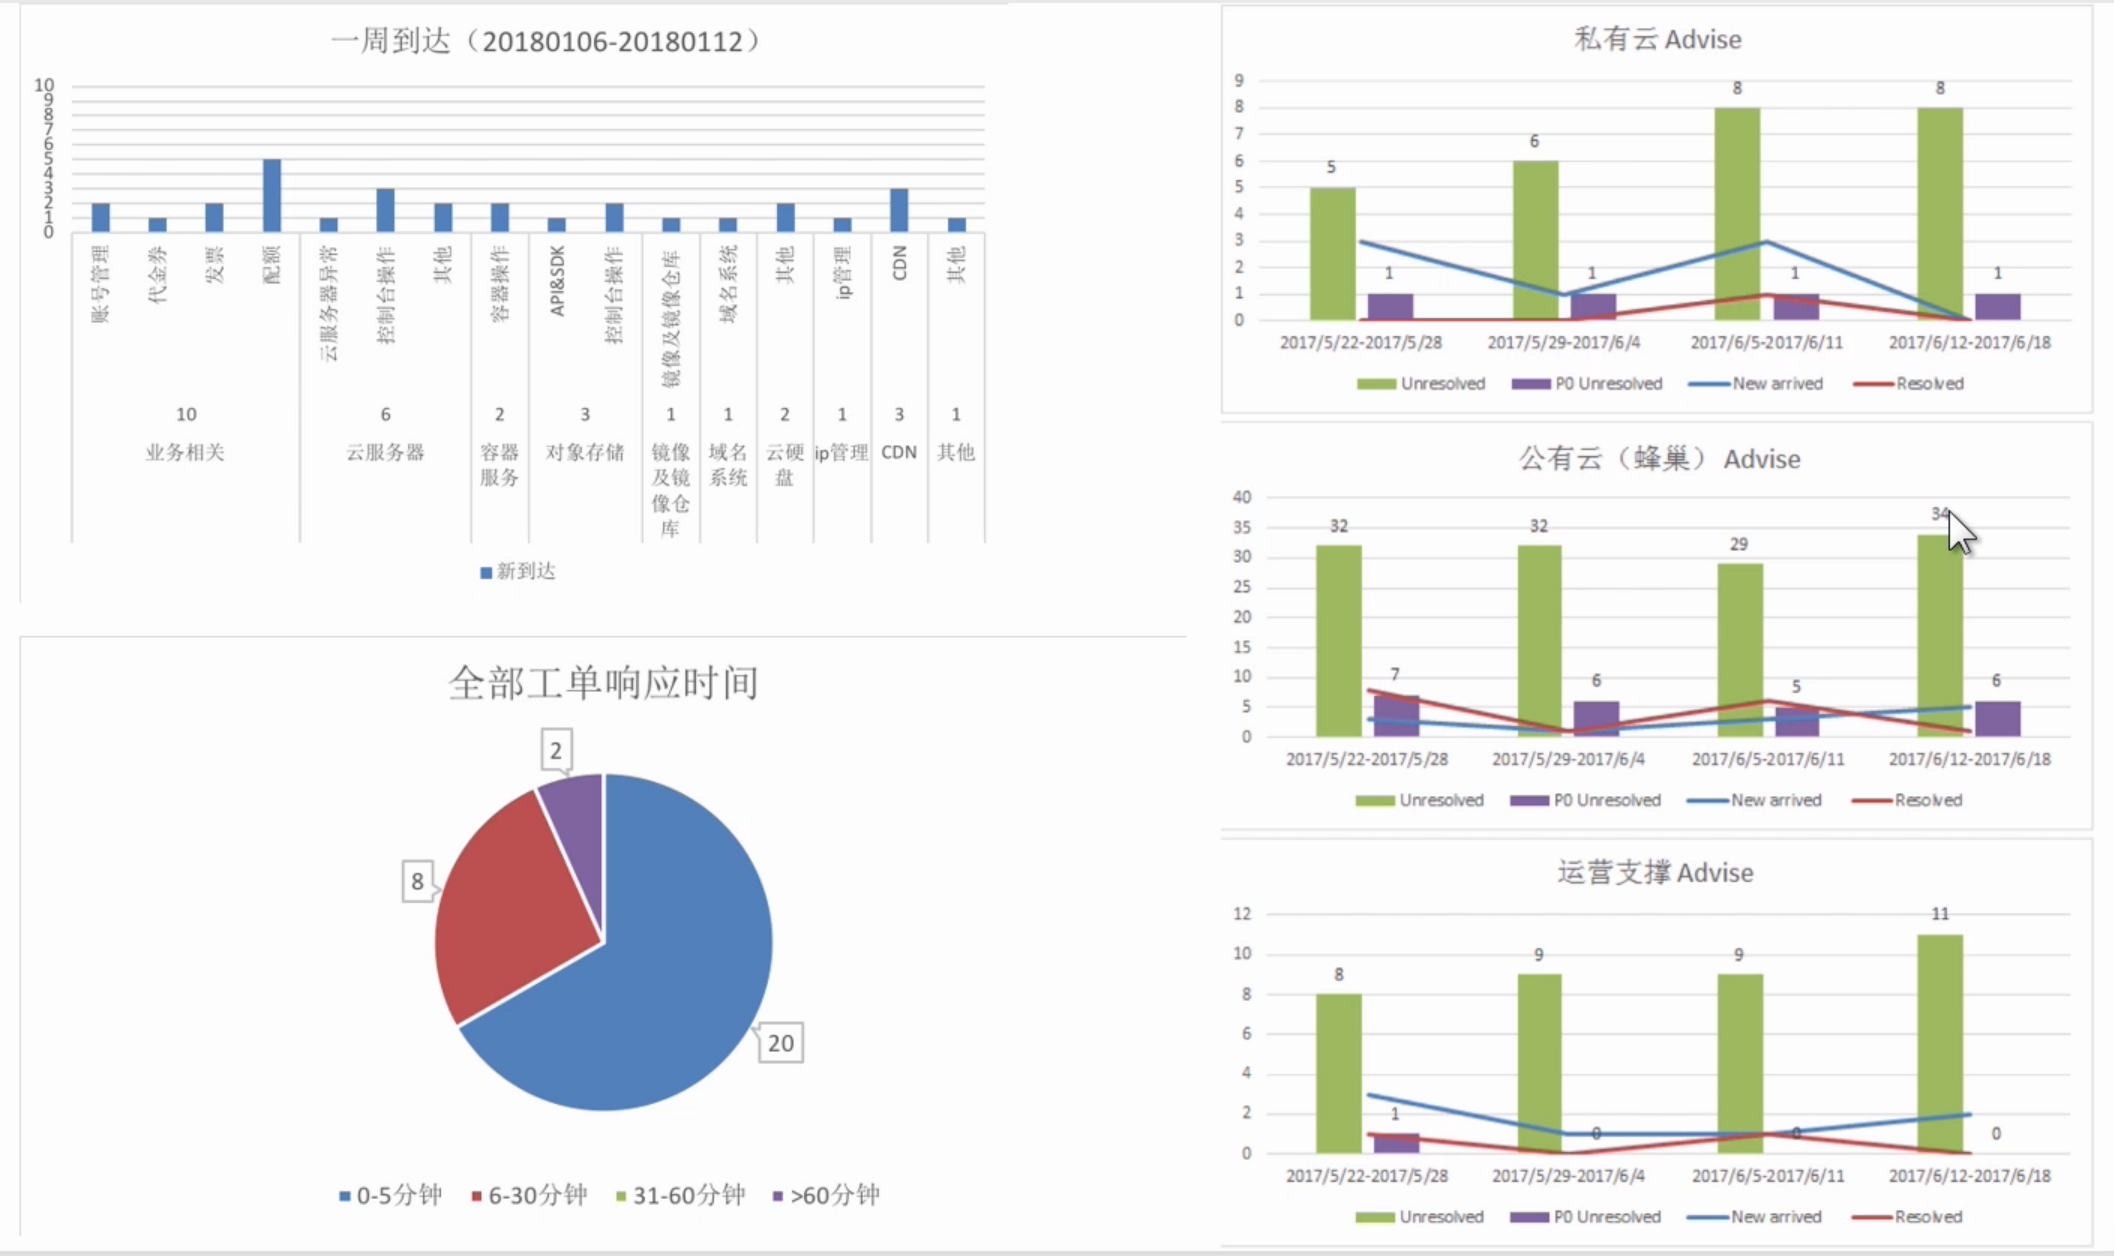 一周到达（20180106-20180112）
10
9
8
7
6
5
4
3
2
1
0
账号管理
代金券
发票
配额
云服务器异常
控制台操作
其他
容器操作
API&SDK
控制台操作
镜像及镜像仓库
域名系统
其他
ip管理
CDN
其他
10 6 2 3 1 1 2 1 3 1
业务相关
云服务器
容器
服务
对象存储
镜像
及镜
像仓
库
域名
系统
云硬
盘
ip管理
CDN
其他
新到达
全部工单响应时间
2
8
20
0-5分钟 6-30分钟 31-60分钟 >60分钟
私有云 Advise
9
8
7
6
5
4
3
2
1
0
5
6
8
8
1
1
1
1
2017/5/22-2017/5/28 2017/5/29-2017/6/4 2017/6/5-2017/6/11 2017/6/12-2017/6/18
Unresolved P0 Unresolved New arrived Resolved
公有云（蜂巢） Advise
40
35
30
25
20
15
10
5
0
32
32
29
34
7
6
5
6
2017/5/22-2017/5/28 2017/5/29-2017/6/4 2017/6/5-2017/6/11 2017/6/12-2017/6/18
Unresolved P0 Unresolved New arrived Resolved
运营支撑 Advise
12
10
8
6
4
2
0
8
9
9
11
1
0
0
0
2017/5/22-2017/5/28 2017/5/29-2017/6/4 2017/6/5-2017/6/11 2017/6/12-2017/6/18
Unresolved P0 Unresolved New arrived Resolved